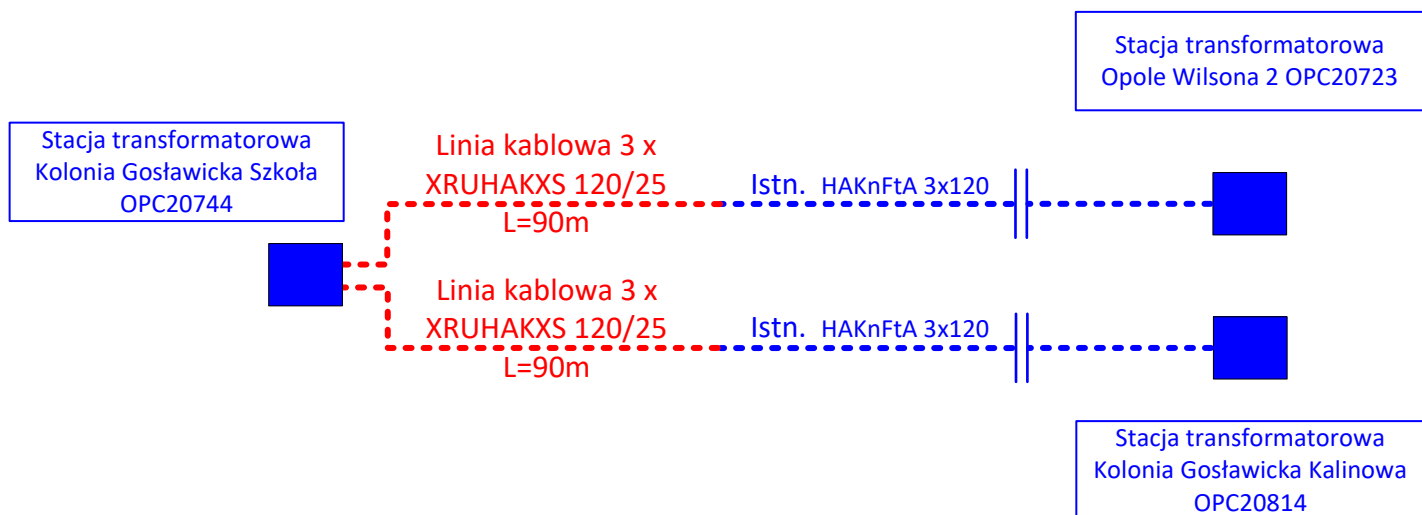 Stacja transformatorowa
Opole Wilsona 2 OPC20723
Stacja transformatorowa
Kolonia Gosławicka Szkoła
OPC20744
Linia kablowa 3 x
XRUHAKXS 120/25
L=90m
Istn. HAKnFtA 3x120
Linia kablowa 3 x
XRUHAKXS 120/25
L=90m
Istn. HAKnFtA 3x120
Stacja transformatorowa
Kolonia Gosławicka Kalinowa
OPC20814